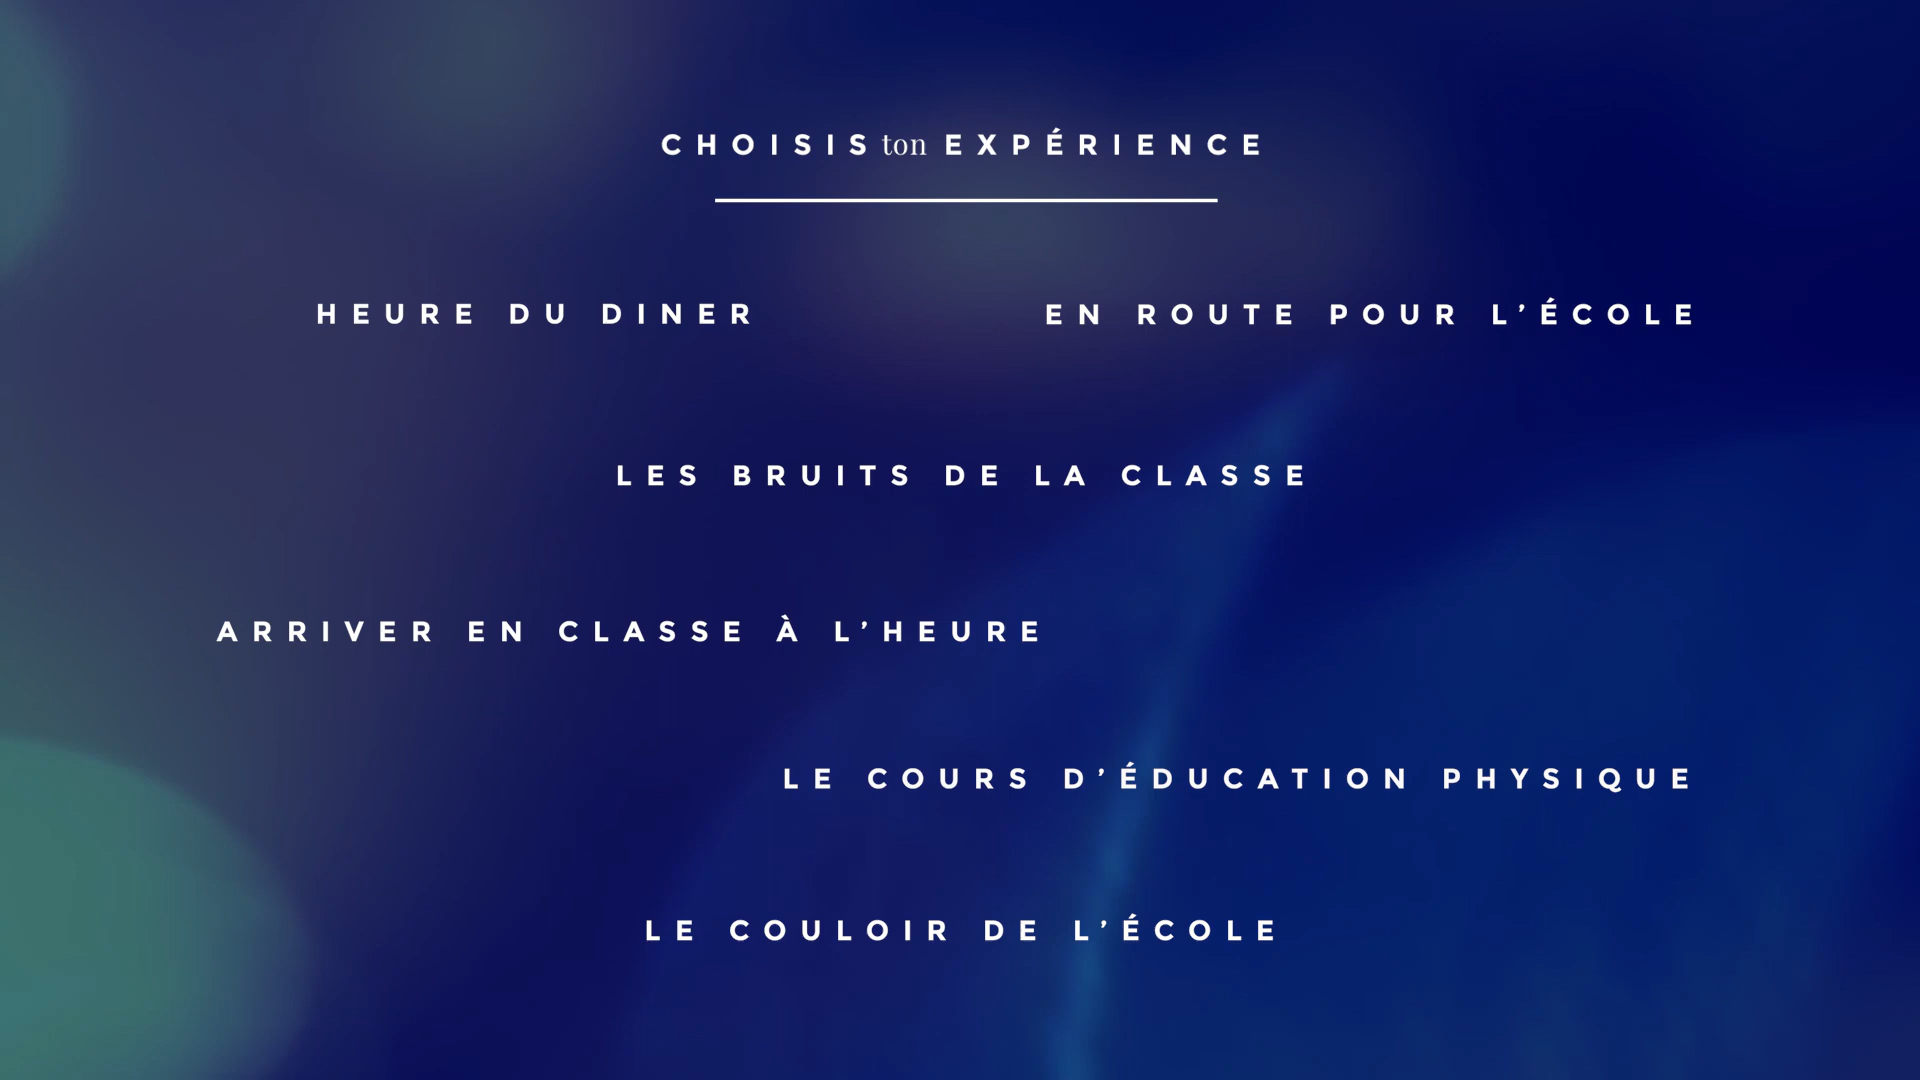 CHOISIS ton EXPÉRIENCE
HEURE DU DINER
EN ROUTE POUR L’ÉCOLE
LES BRUITS DE LA CLASSE
ARRIVER EN CLASSE À L’HEURE
LE COURS D’ÉDUCATION PHYSIQUE
LE COULOIR DE L’ÉCOLE